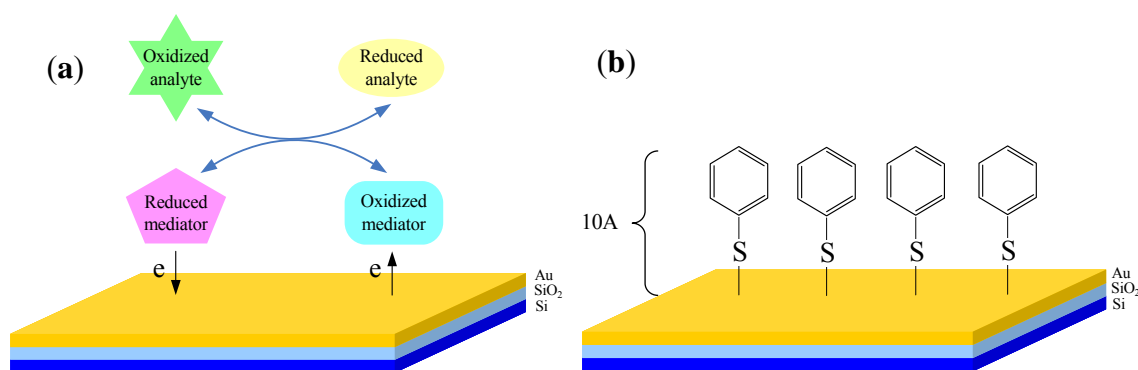 (a)
Oxidized
analyte
Reduced
analyte
Reduced
mediator
Oxidized
mediator
e
e
Au
SiO₂
Si
(b)
10A
S
S
S
S
Au
SiO₂
Si